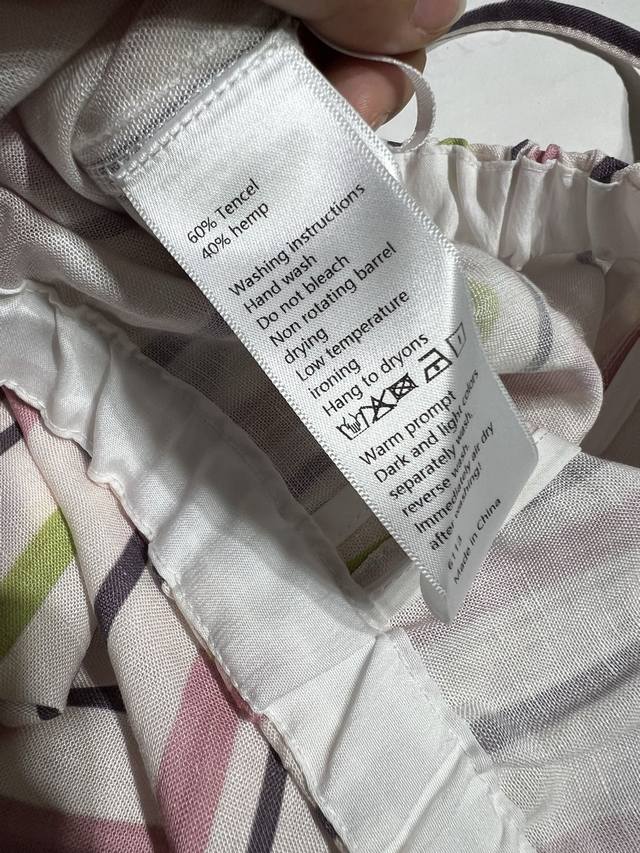 60% Tencel
40% hemp
Washing instructions
Hand wash
Do not bleach
Non rotating barrel
drying
Low temperature
ironing
Hang to dryons
Warm prompt
Dark and light colors
separately wash.
reverse wash.
Immediately air dry
after washing!
6113
Made in China